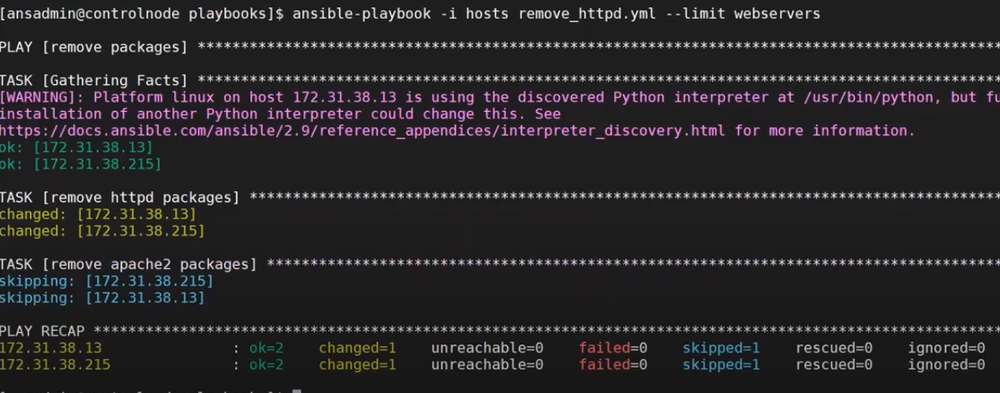 [ansadmin@controlnode playbooks]$ ansible-playbook -i hosts remove_httpd.yml --limit webservers
PLAY [remove packages] ****************************************************************************************
TASK [Gathering Facts] ****************************************************************************************
[WARNING]: Platform linux on host 172.31.38.13 is using the discovered Python interpreter at /usr/bin/python, but fu
installation of another Python interpreter could change this. See
https://docs.ansible.com/ansible/2.9/reference_appendices/interpreter_discovery.html for more information.
ok: [172.31.38.13]
ok: [172.31.38.215]
TASK [remove httpd packages] ****************************************************************************************
changed: [172.31.38.13]
changed: [172.31.38.215]
TASK [remove apache2 packages] ****************************************************************************************
skipping: [172.31.38.215]
skipping: [172.31.38.13]
PLAY RECAP ****************************************************************************************
172.31.38.13 : ok=2 changed=1 unreachable=0 failed=0 skipped=1 rescued=0 ignored=0
172.31.38.215 : ok=2 changed=1 unreachable=0 failed=0 skipped=1 rescued=0 ignored=0